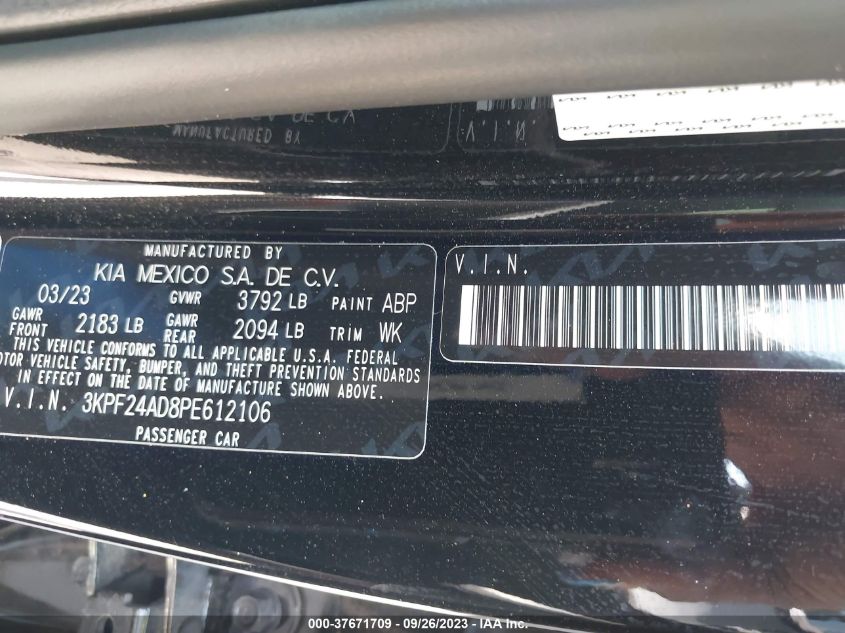 MANUFACTURED BY
KIA MEXICO S.A. DE C.V.
03/23 GVWR 3792 LB PAINT ABP
GAWR FRONT 2183 LB GAWR REAR 2094 LB TRIM WK
THIS VEHICLE CONFORMS TO ALL APPLICABLE U.S.A. FEDERAL
MOTOR VEHICLE SAFETY, BUMPER, AND THEFT PREVENTION STANDARDS
IN EFFECT ON THE DATE OF MANUFACTURE SHOWN ABOVE.
V.I.N. 3KPF24AD8PE612106
PASSENGER CAR
V.I.N.
000-37671709 - 09/26/2023 - IAA Inc.